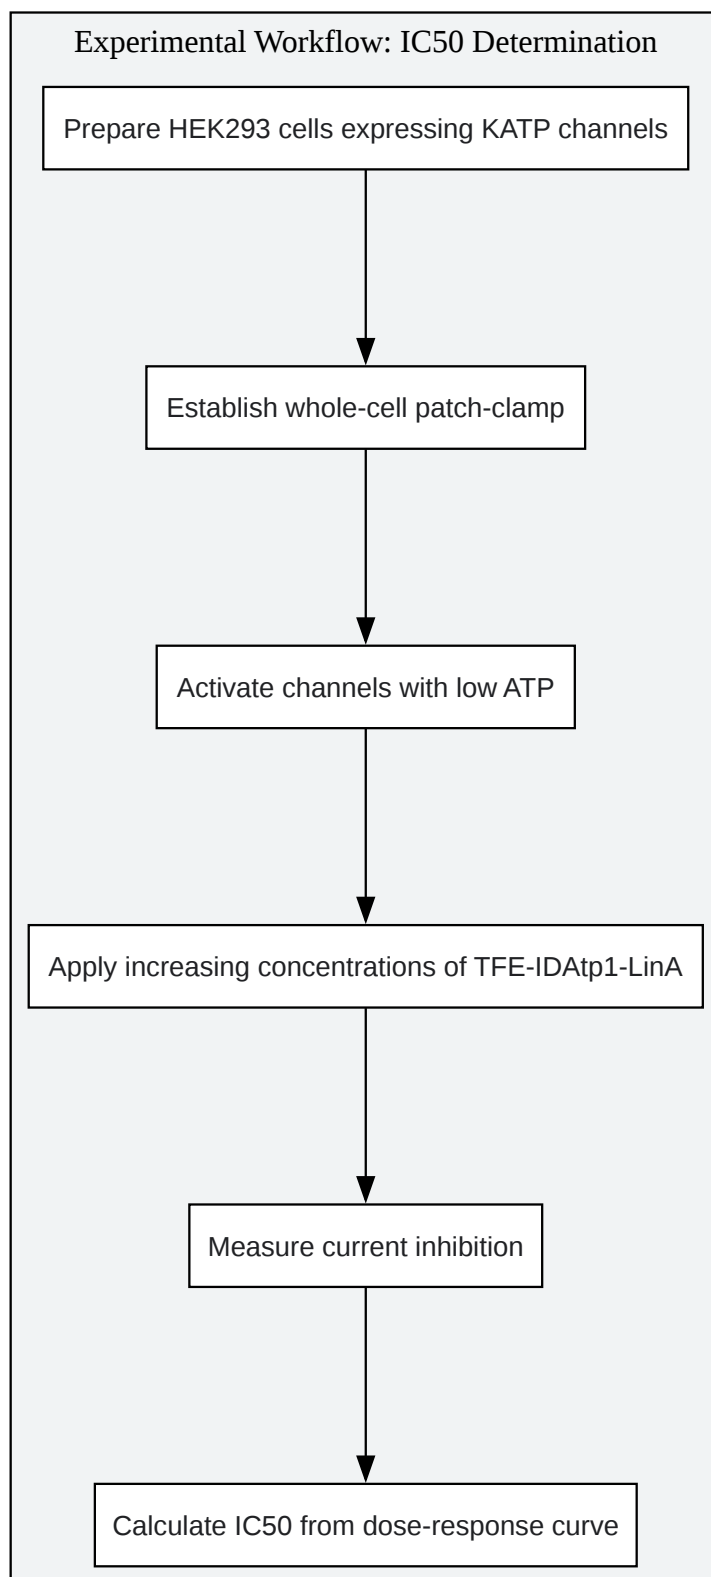 Experimental Workflow: IC50 Determination
Prepare HEK293 cells expressing KATP channels
Establish whole-cell patch-clamp
Activate channels with low ATP
Apply increasing concentrations of TFE-IDAtp1-LinA
Measure current inhibition
Calculate IC50 from dose-response curve